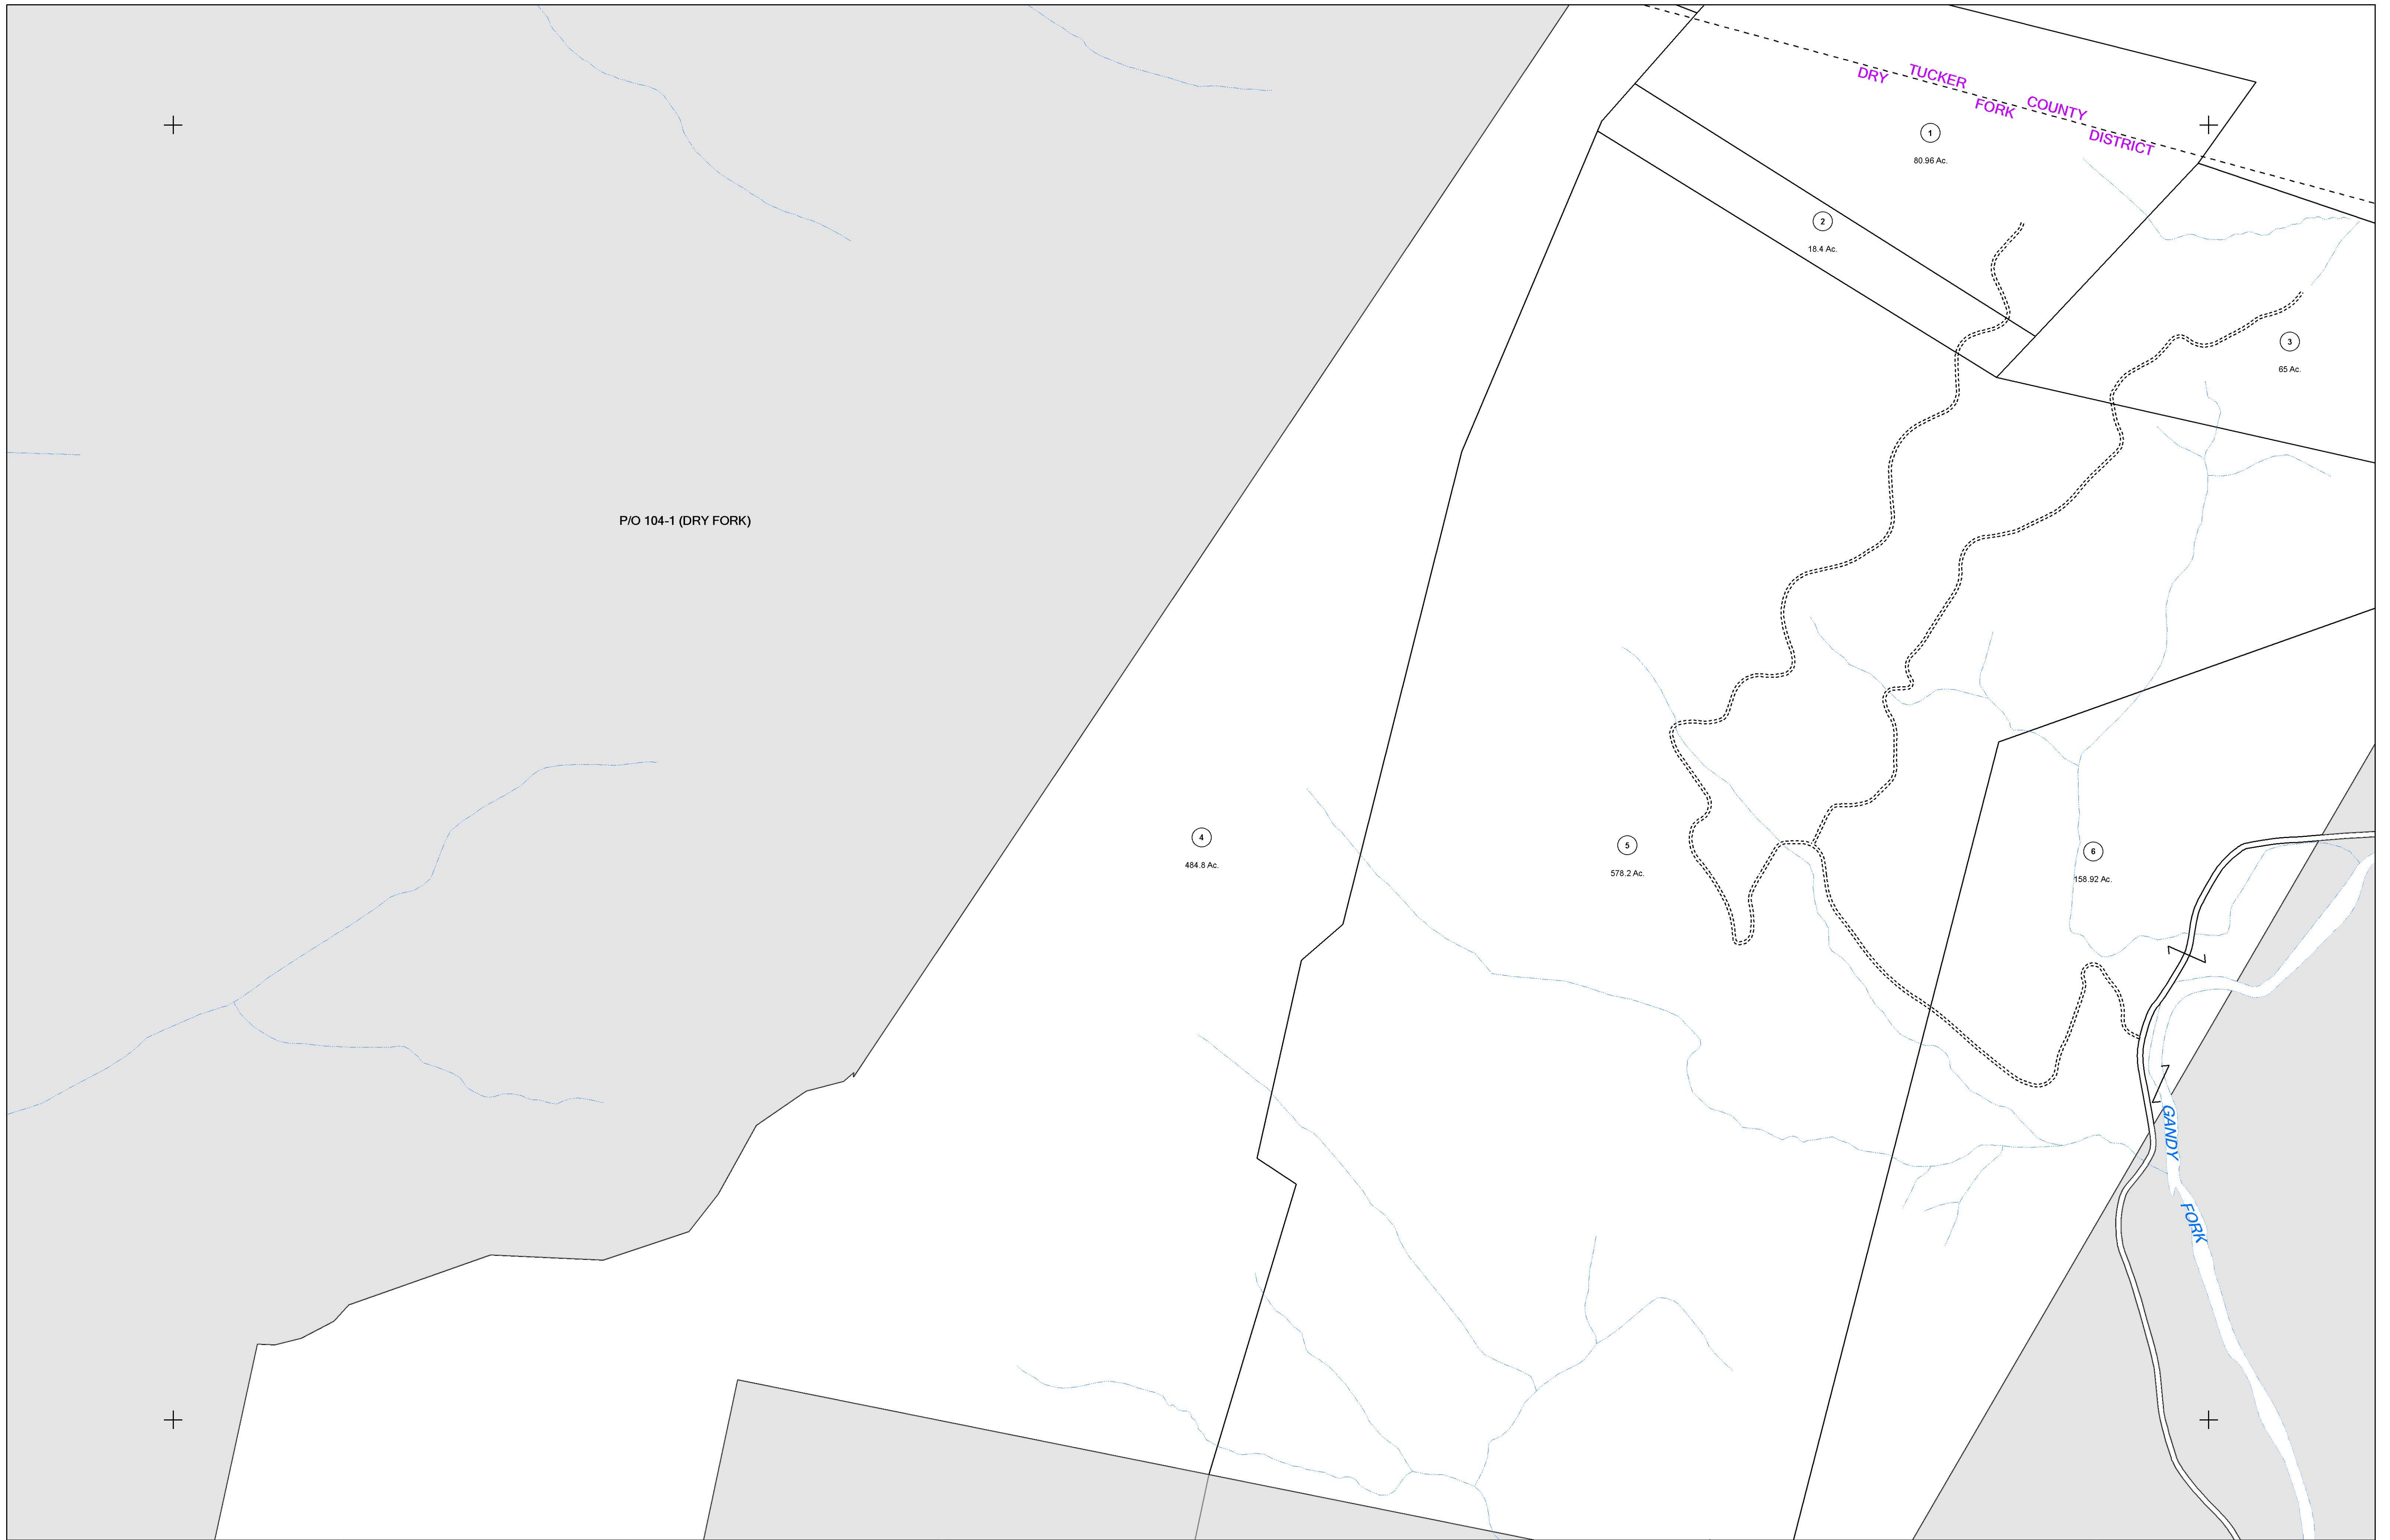 DRY TUCKER
FORK COUNTY
DISTRICT
1
80.96 Ac.
2
18.4 Ac.
3
65 Ac.
P/O 104-1 (DRY FORK)
4
484.8 Ac.
5
578.2 Ac.
6
158.92 Ac.
GANDY
FORK